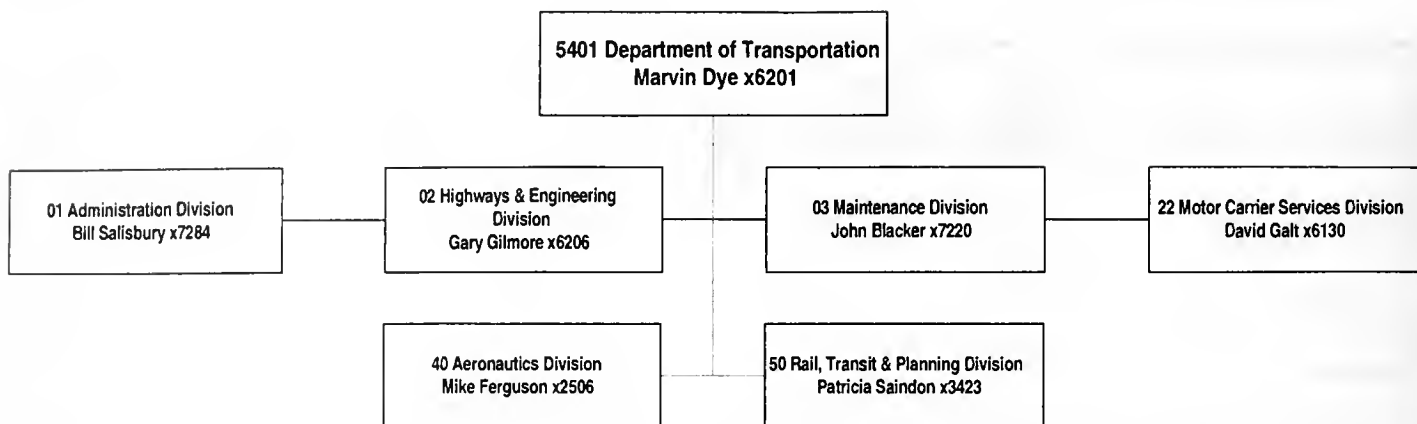 5401 Department of Transportation
Marvin Dye x6201
01 Administration Division
Bill Salisbury x7284
02 Highways & Engineering
Division
Gary Gilmore x6206
03 Maintenance Division
John Blacker x7220
22 Motor Carrier Services Division
David Galt x6130
40 Aeronautics Division
Mike Ferguson x2506
50 Rail, Transit & Planning Division
Patricia Saindon x3423